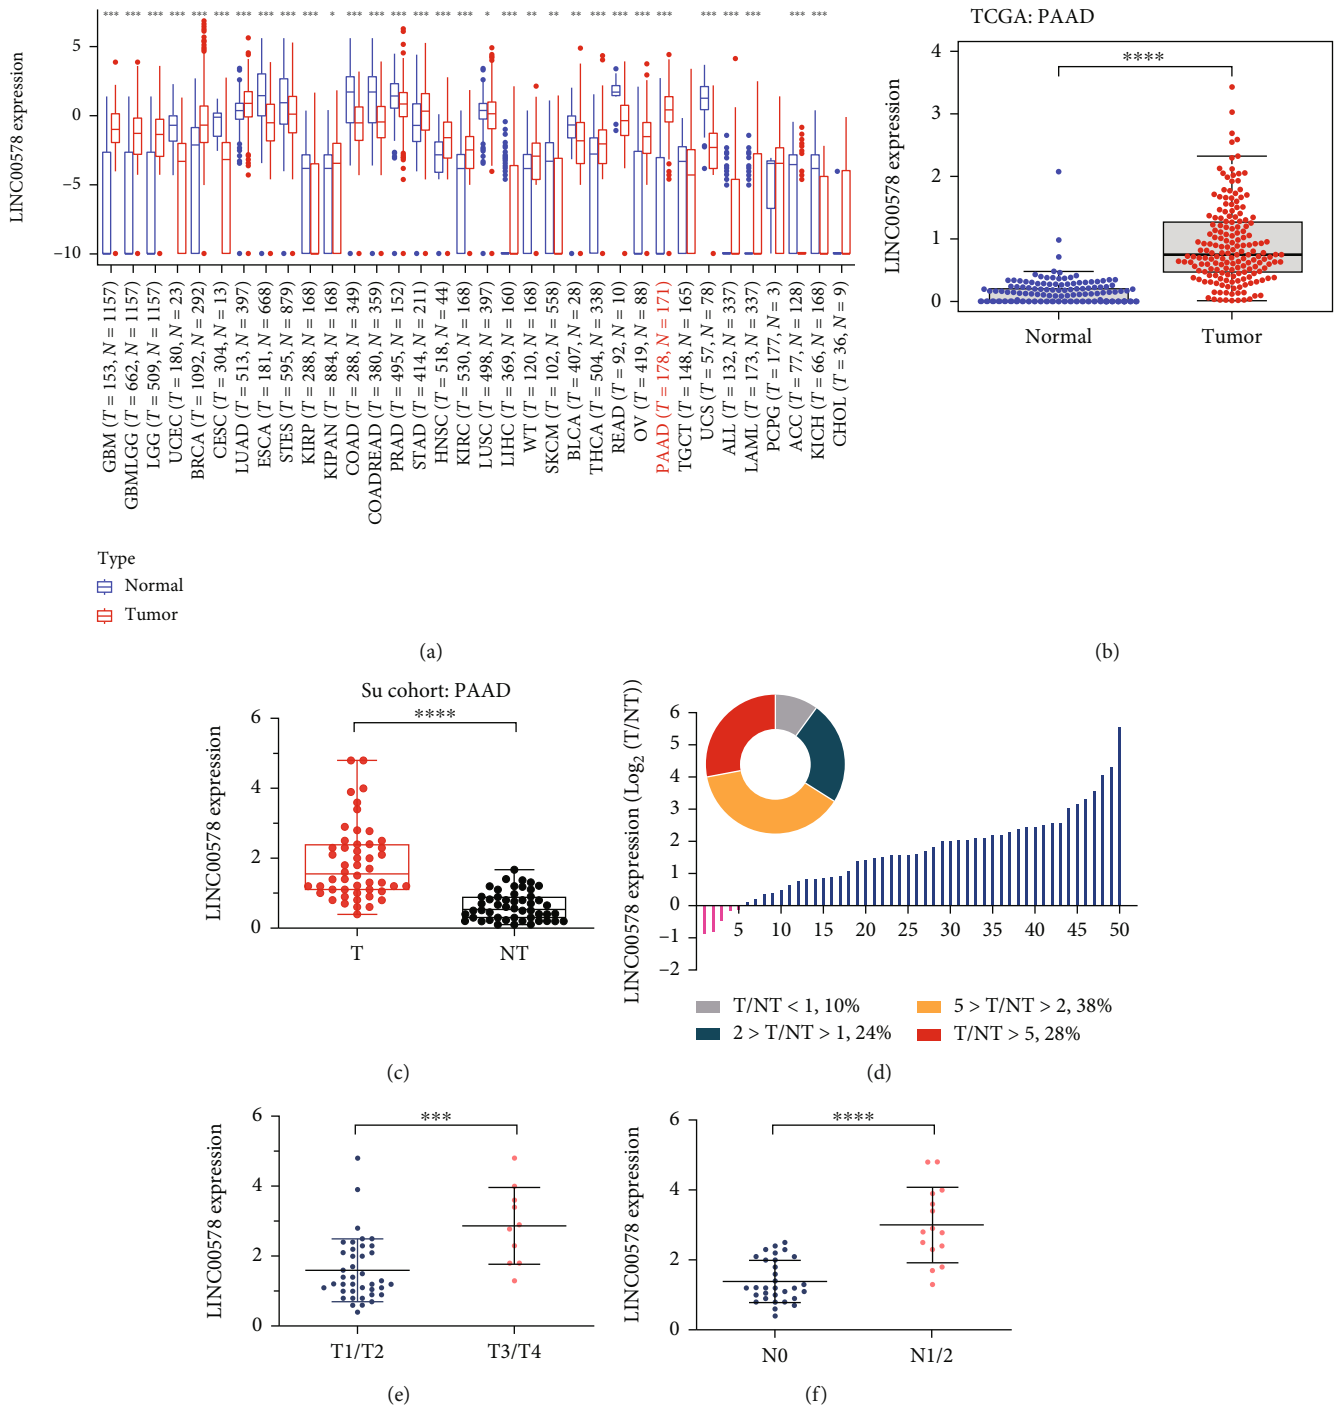 *** *** *** *** *** *** *** *** *** *** * *** *** *** *** *** *** * *** ** ** ** *** *** *** *** *** *** *** *** *** ***
LINC00578 expression
5
0
−5
−10
GBM (T = 153, N = 1157)
GBMLGG (T = 662, N = 1157)
LGG (T = 509, N = 1157)
UCEC (T = 180, N = 23)
BRCA (T = 1092, N = 292)
CESC (T = 304, N = 13)
LUAD (T = 513, N = 397)
ESCA (T = 181, N = 668)
STES (T = 595, N = 879)
KIRP (T = 288, N = 168)
KIPAN (T = 884, N = 168)
COAD (T = 288, N = 349)
COADREAD (T = 380, N = 359)
PRAD (T = 495, N = 152)
STAD (T = 414, N = 211)
HNSC (T = 518, N = 44)
KIRC (T = 530, N = 168)
LUSC (T = 498, N = 397)
LIHC (T = 369, N = 160)
WT (T = 120, N = 168)
SKCM (T = 102, N = 558)
BLCA (T = 407, N = 28)
THCA (T = 504, N = 338)
READ (T = 92, N = 10)
OV (T = 419, N = 88)
PAAD (T = 178, N = 171)
TGCT (T = 148, N = 165)
UCS (T = 57, N = 78)
ALL (T = 132, N = 337)
LAML (T = 173, N = 337)
PCPG (T = 177, N = 3)
ACC (T = 77, N = 128)
KCH (T = 66, N = 168)
CHOL (T = 36, N = 9)
Type
Normal
Tumor
(a)
TCGA: PAAD
****
LINC00578 expression
4
3
2
1
0
Normal
Tumor
(b)
Su cohort: PAAD
****
LINC00578 expression
6
4
2
0
T
NT
(c)
LINC00578 expression (Log2 (T/NT))
6
5
4
3
2
1
0
−1
−2
5 10 15 20 25 30 35 40 45 50
T/NT < 1, 10%
5 > T/NT > 2, 38%
2 > T/NT > 1, 24%
T/NT > 5, 28%
(d)
***
LINC00578 expression
6
4
2
0
T1/T2
T3/T4
(e)
****
LINC00578 expression
6
4
2
0
N0
N1/2
(f)